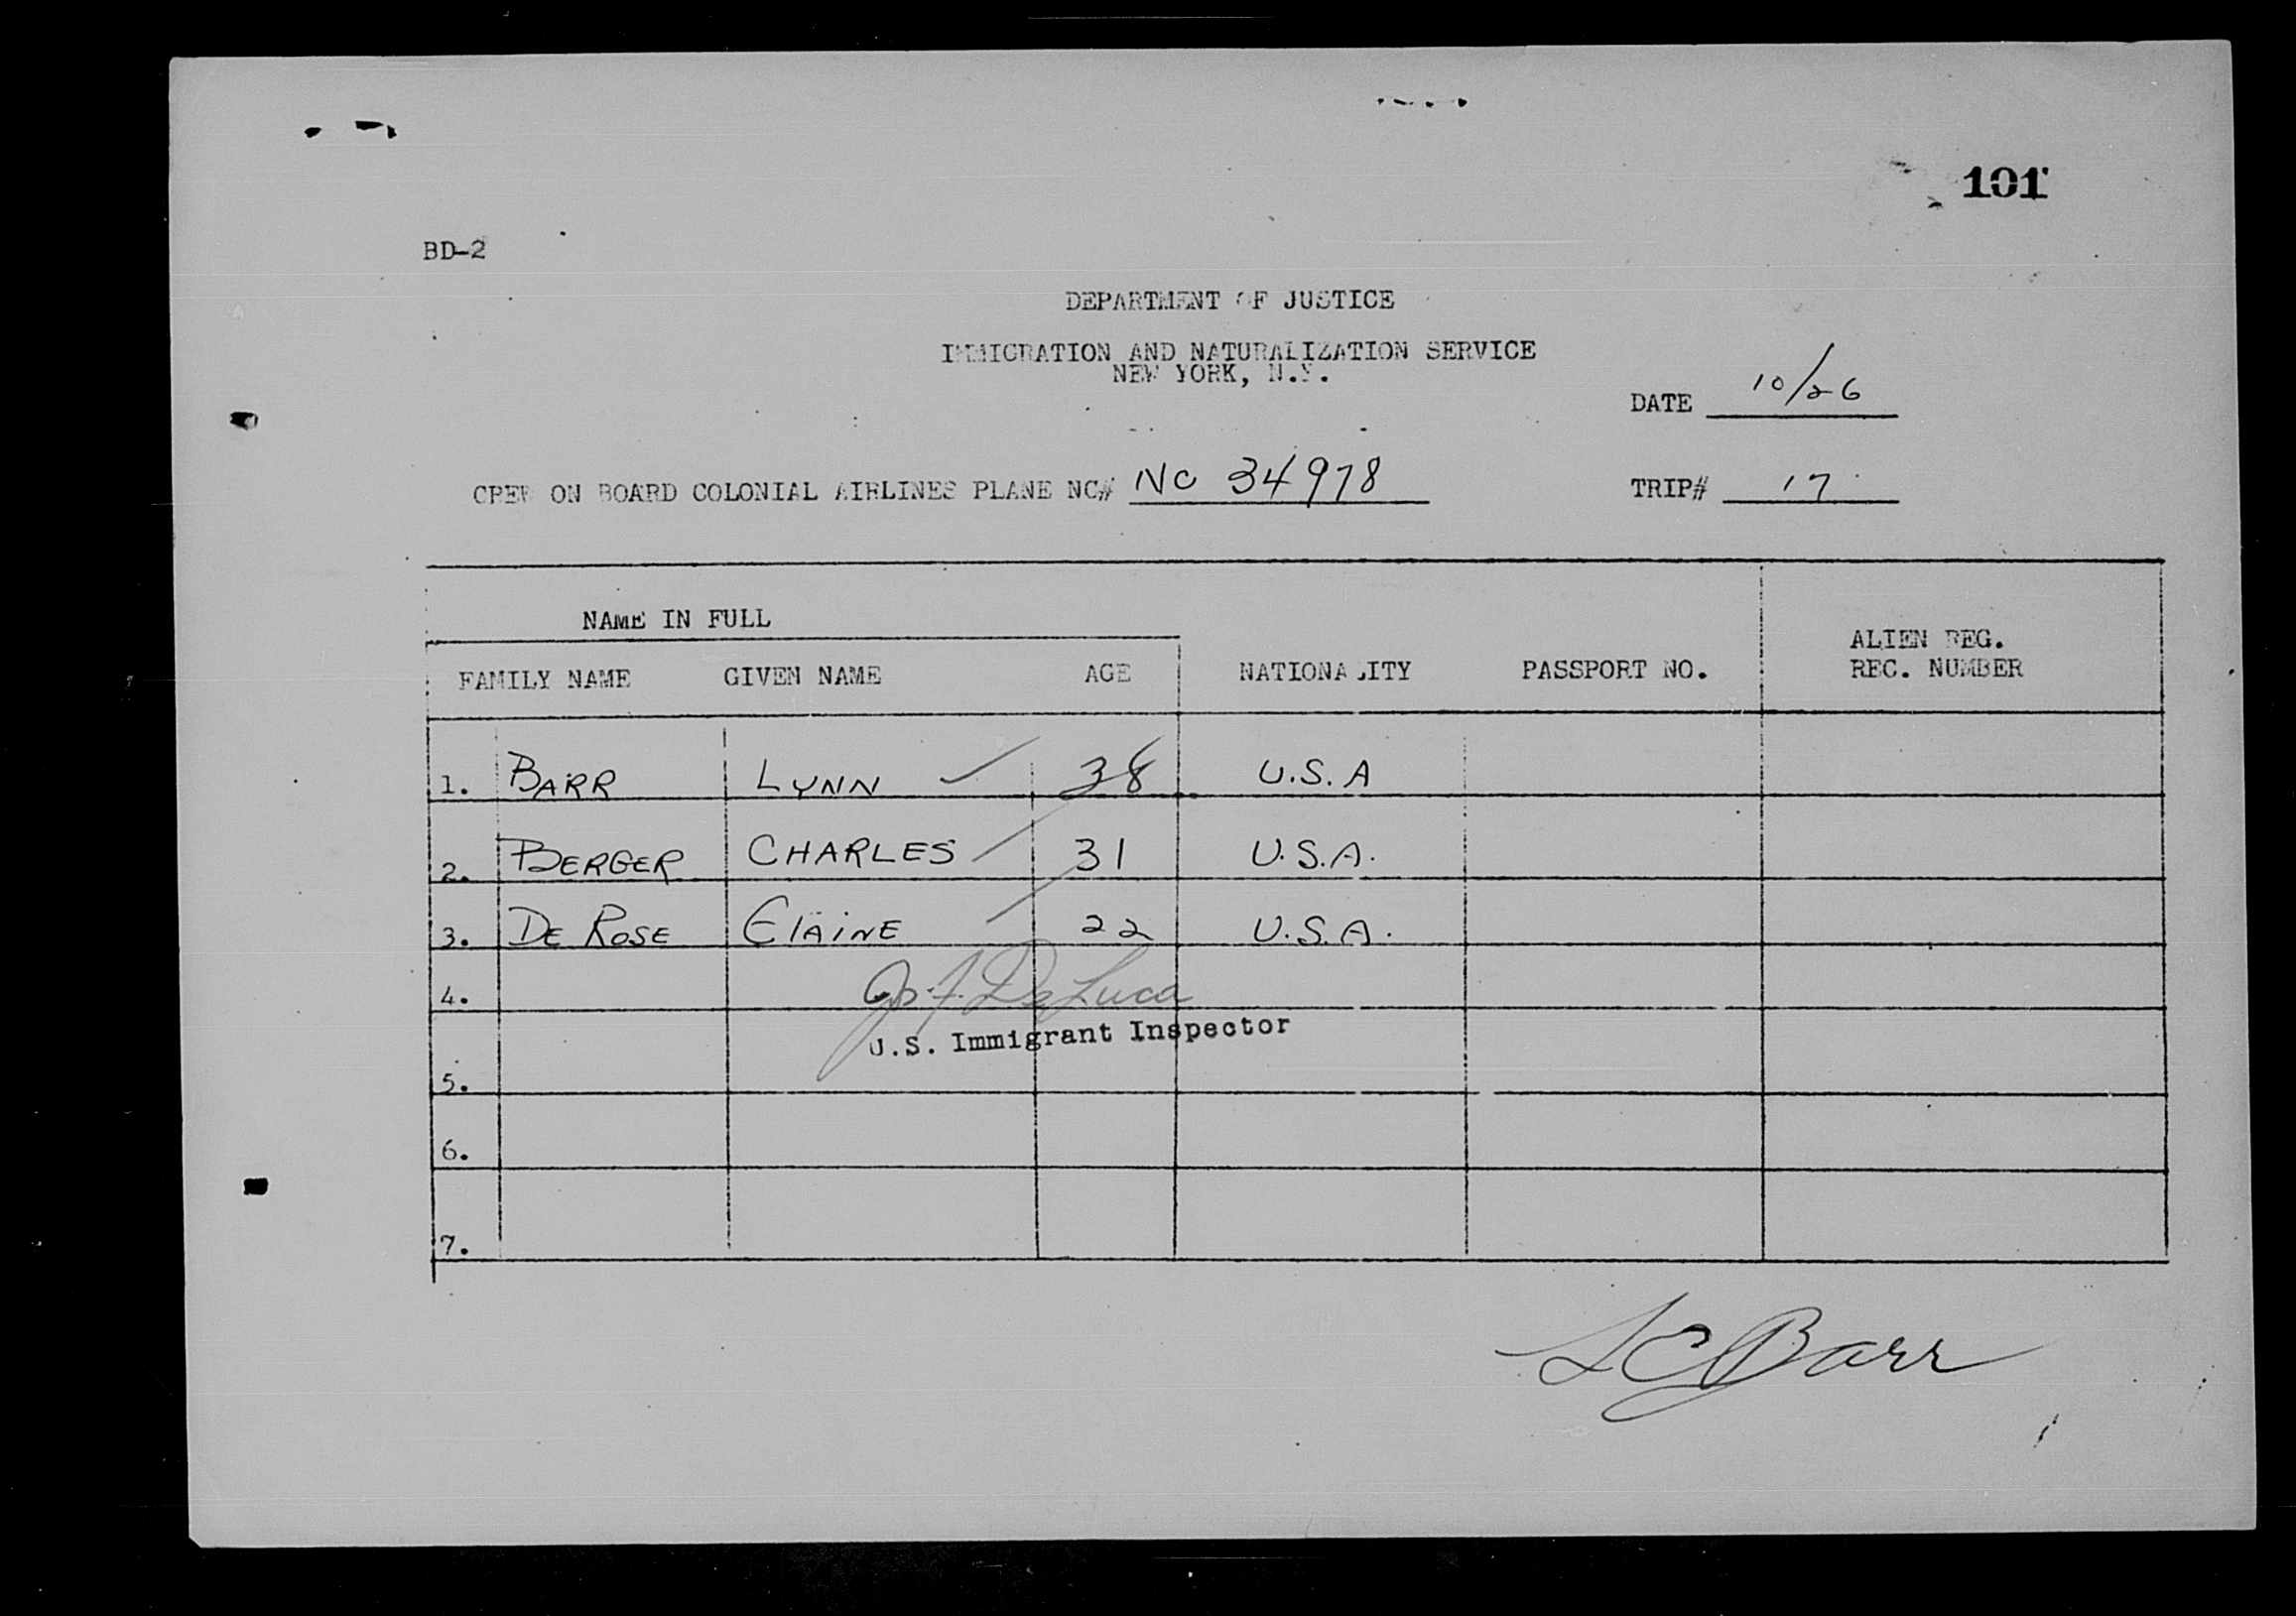 101
BD-2
DEPARTMENT OF JUSTICE
IMMIGRATION AND NATURALIZATION SERVICE
NEW YORK, N.Y.
DATE 10/26
CREW ON BOARD COLONIAL AIRLINES PLANE NC# NC 34978 TRIP# 17
NAME IN FULL
FAMILY NAME GIVEN NAME AGE NATIONALITY PASSPORT NO. ALIEN REG. REC. NUMBER
1. BARR LYNN 38 U.S.A
2. BERGER CHARLES 31 U.S.A.
3. DE ROSE ElAiNE 22 U.S.A.
4. De Luca
U.S. Immigrant Inspector
5.
6.
7.
L C Barr